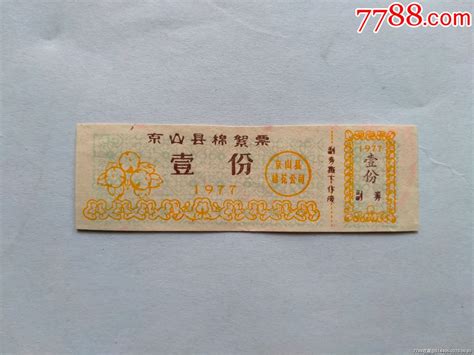 7788.com
京山县棉絮票
壹份
1977
京山县
棉花公司
副券撕下作废
1977
壹份
副券